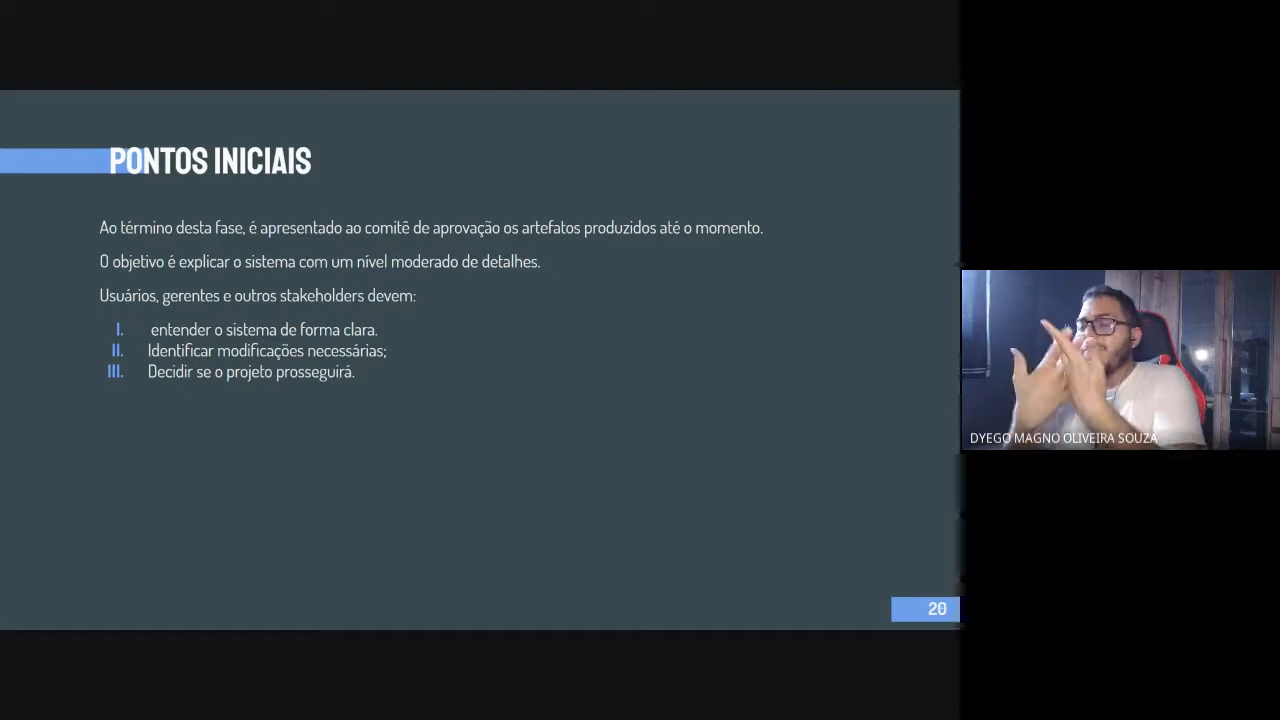 PONTOS INICIAIS
Ao término desta fase, é apresentado ao comitê de aprovação os artefatos produzidos até o momento.
O objetivo é explicar o sistema com um nível moderado de detalhes.
Usuários, gerentes e outros stakeholders devem:
I. entender o sistema de forma clara.
II. Identificar modificações necessárias;
III. Decidir se o projeto prosseguirá.
DYEGO MAGNO OLIVEIRA SOUZA
20